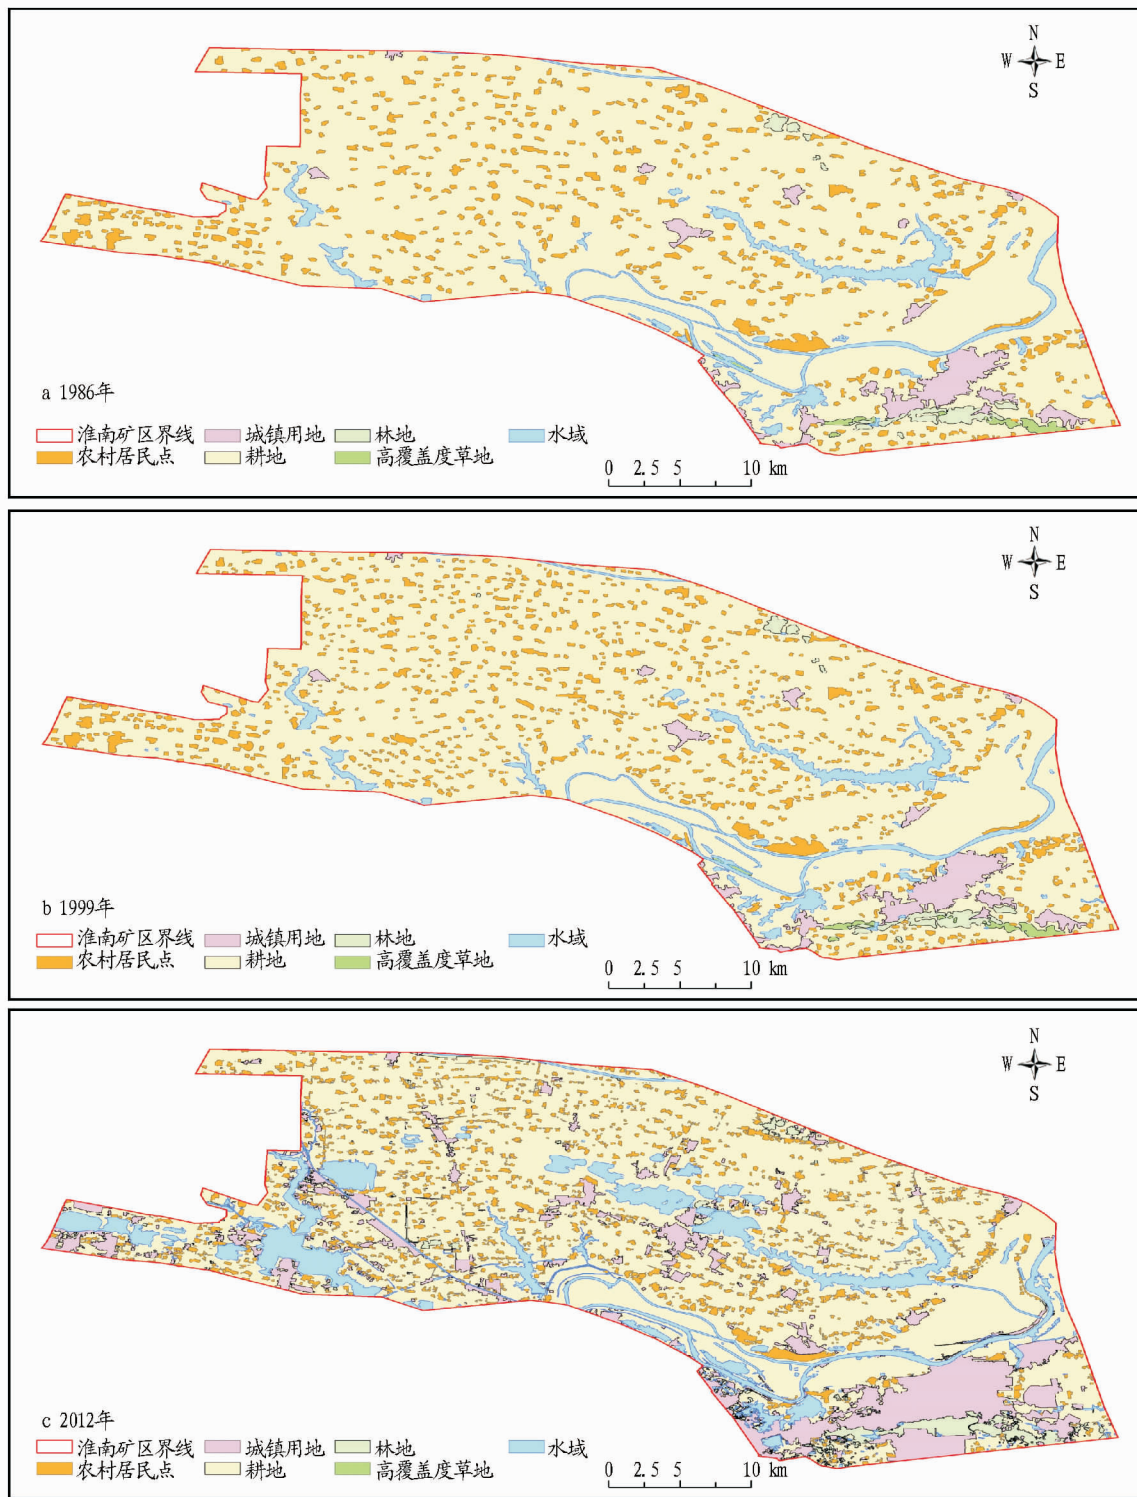 N
W E
S
a 1986年
淮南矿区界线 城镇用地 林地 水域
农村居民点 耕地 高覆盖度草地
0 2.5 5 10 km
N
W E
S
b 1999年
淮南矿区界线 城镇用地 林地 水域
农村居民点 耕地 高覆盖度草地
0 2.5 5 10 km
N
W E
S
c 2012年
淮南矿区界线 城镇用地 林地 水域
农村居民点 耕地 高覆盖度草地
0 2.5 5 10 km